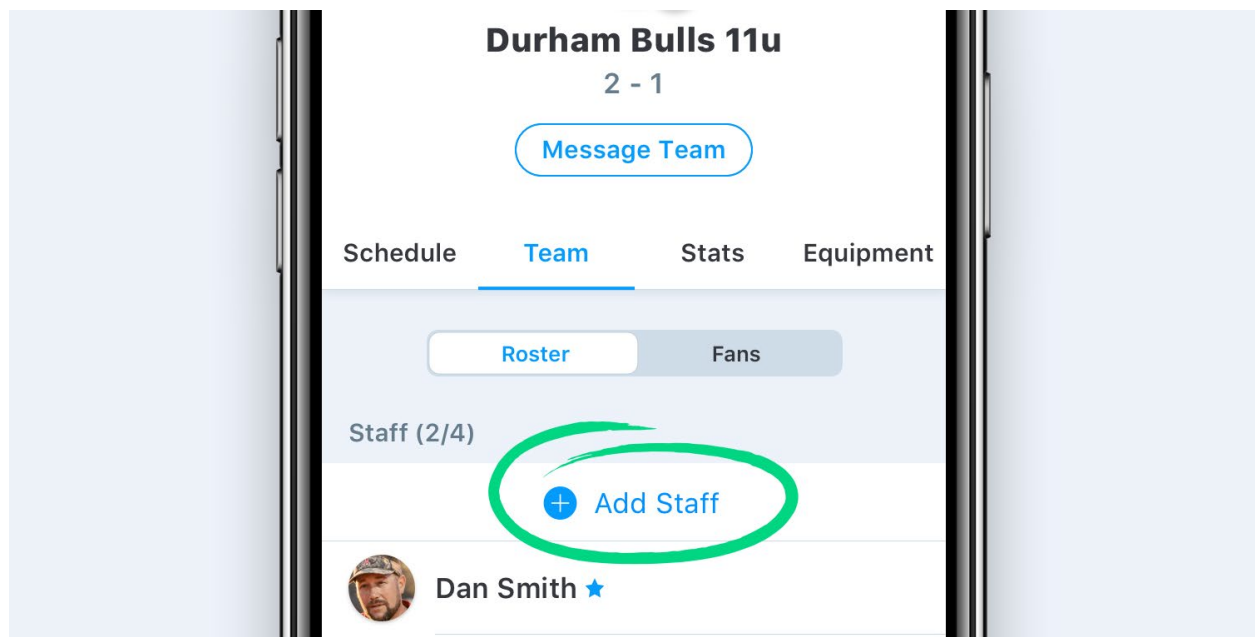 Durham Bulls 11u
2 - 1
Message Team
Schedule Team Stats Equipment
Roster Fans
Staff (2/4)
Add Staff
Dan Smith